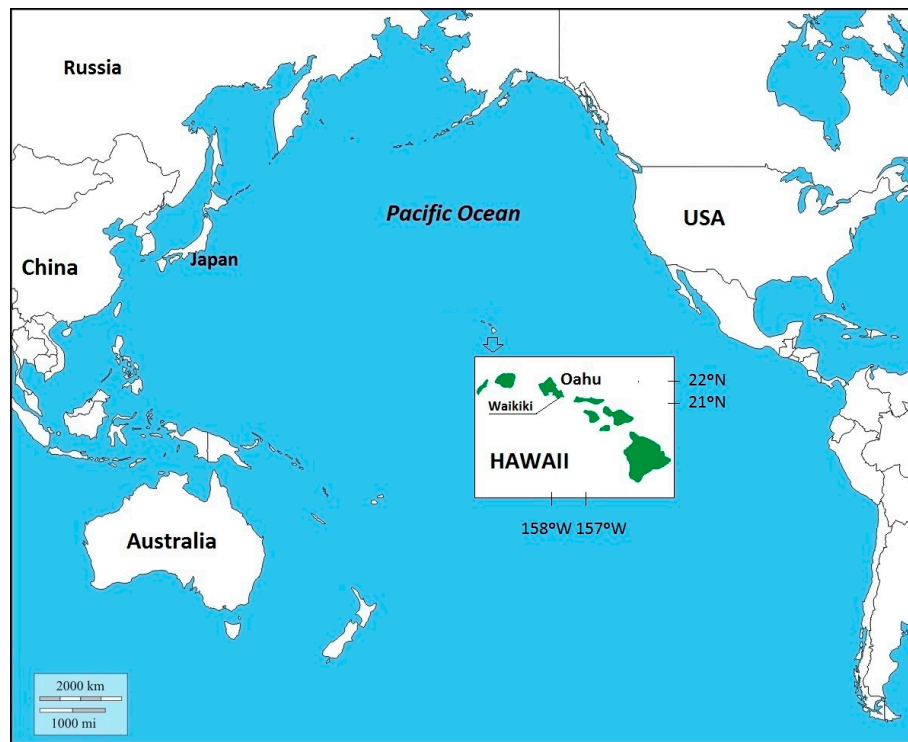 Russia
Pacific Ocean
USA
China
Japan
Oahu
22°N
Waikiki
21°N
HAWAII
158°W 157°W
Australia
2000 km
1000 mi